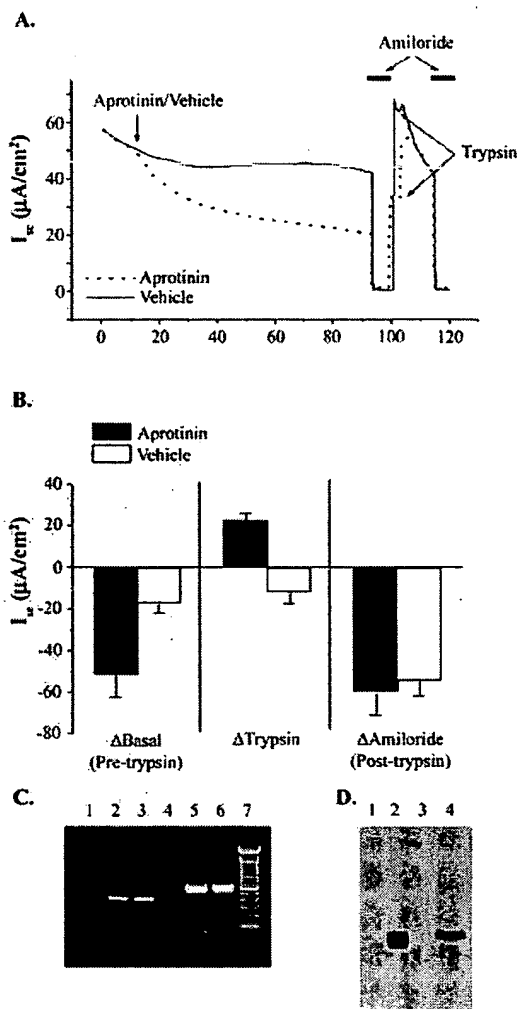 A.
Amiloride
Aprotinin/Vehicle
Trypsin
60
40
20
0
I_sc (μA/cm²)
Aprotinin
Vehicle
0 20 40 60 80 100 120
B.
Aprotinin
Vehicle
40
20
0
-20
-40
-60
-80
I_sc (μA/cm²)
ΔBasal
(Pre-trypsin)
ΔTrypsin
ΔAmiloride
(Post-trypsin)
C.
1 2 3 4 5 6 7
D.
1 2 3 4